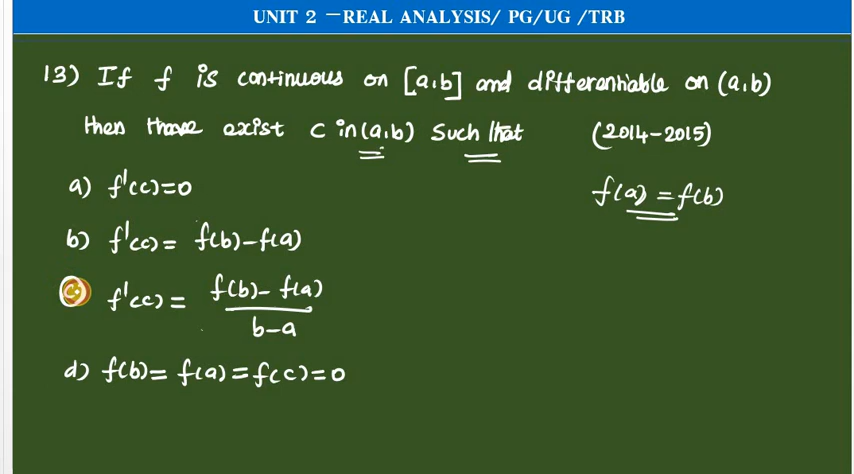 UNIT 2 –REAL ANALYSIS/ PG/UG /TRB
13) If f is continuous on [a,b] and differentiable on (a,b)
then there exist c in (a,b) such that (2014-2015)
a) f'(c)=0 f(a) = f(b)
b) f'(c) = f(b)-f(a)
c. f'(c) = f(b)- f(a) / b-a
d) f(b)= f(a)= f(c)=0